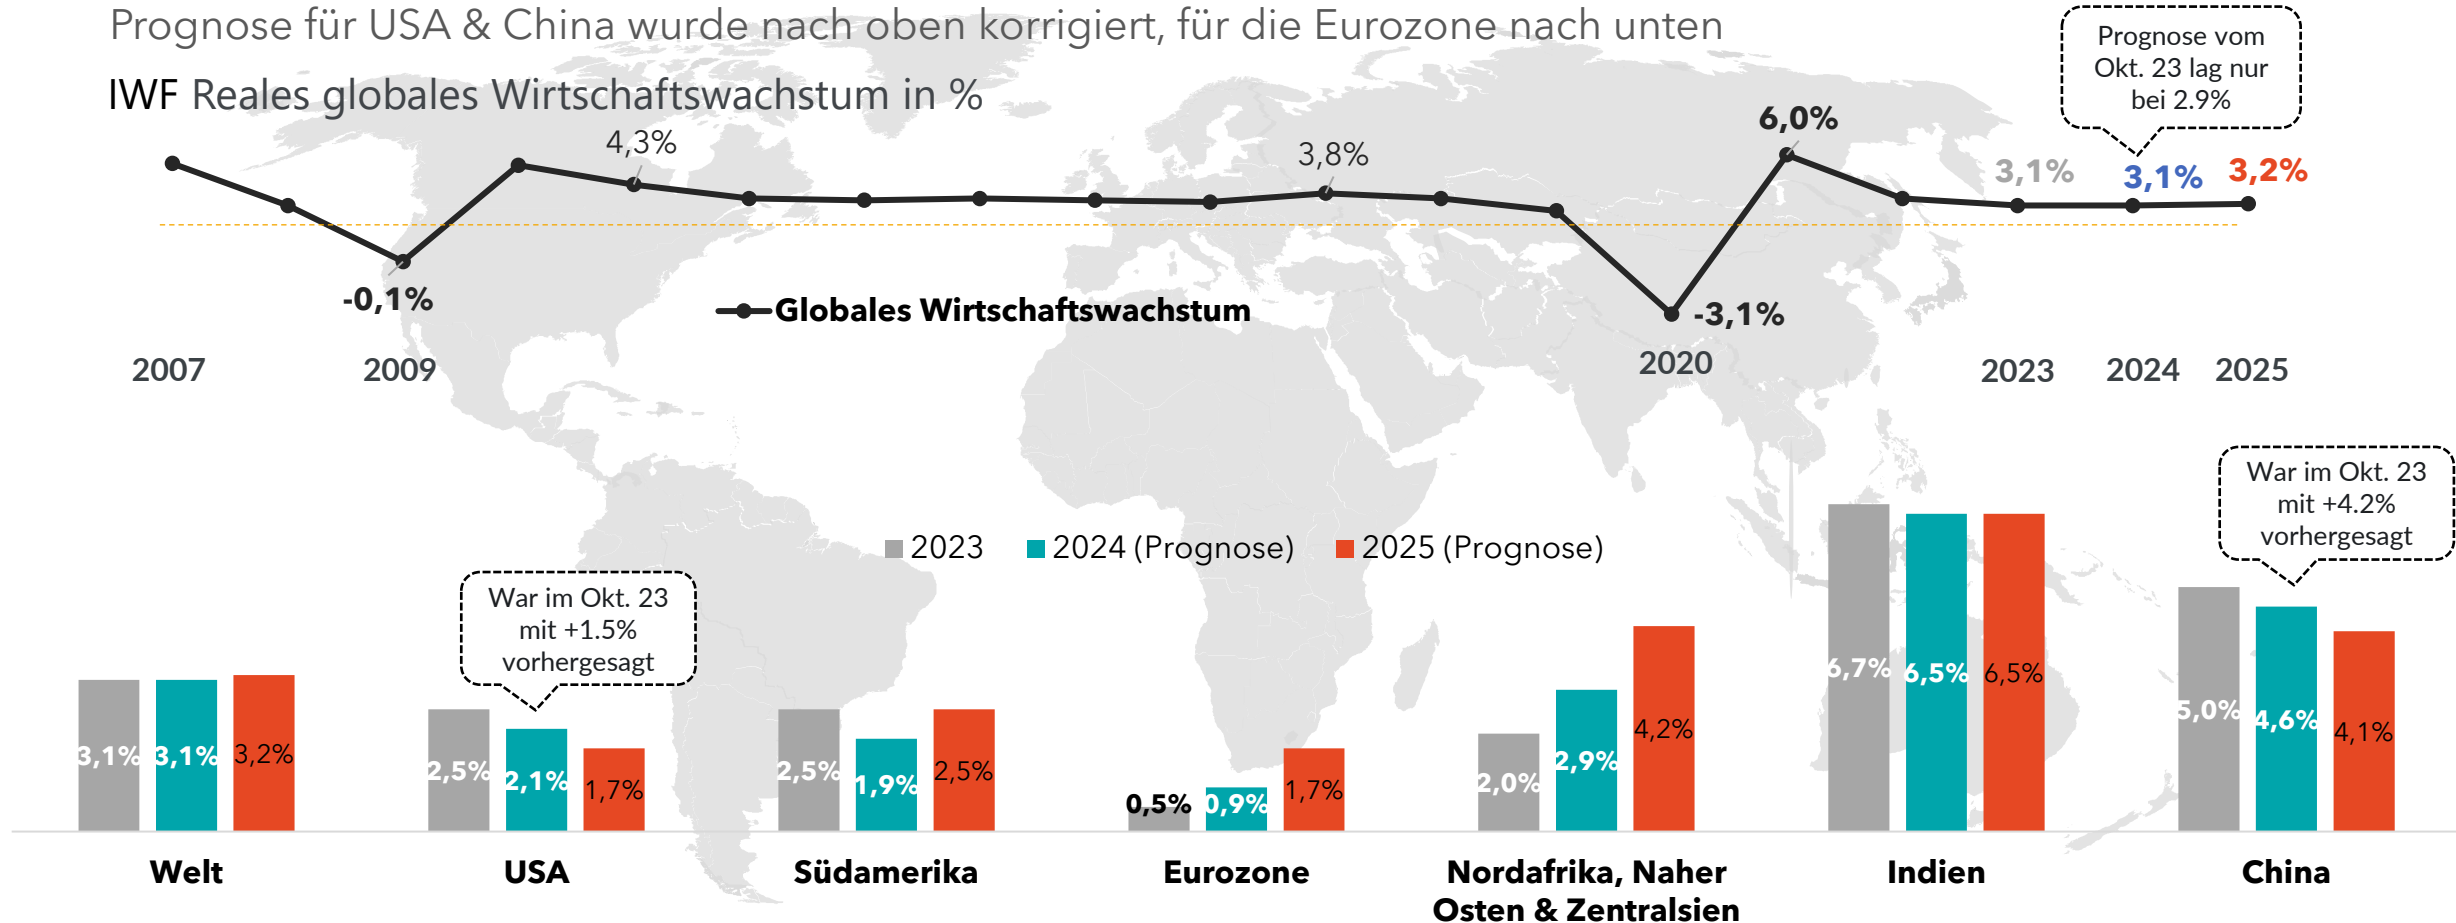 Prognose für USA & China wurde nach oben korrigiert, für die Eurozone nach unten
IWF Reales globales Wirtschaftswachstum in %
Prognose vom
Okt. 23 lag nur
bei 2.9%
4,3%
3,8%
6,0%
3,1%
3,1%
3,2%
-0,1%
Globales Wirtschaftswachstum
-3,1%
2007
2009
2020
2023
2024
2025
2023
2024 (Prognose)
2025 (Prognose)
War im Okt. 23
mit +1.5%
vorhergesagt
War im Okt. 23
mit +4.2%
vorhergesagt
3,1%
3,1%
3,2%
2,5%
2,1%
1,7%
2,5%
1,9%
2,5%
0,5%
0,9%
1,7%
2,0%
2,9%
4,2%
6,7%
6,5%
6,5%
5,0%
4,6%
4,1%
Welt
USA
Südamerika
Eurozone
Nordafrika, Naher
Osten & Zentralsien
Indien
China